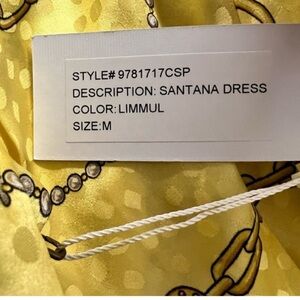 STYLE# 9781717CSP
DESCRIPTION: SANTANA DRESS
COLOR: LIMMUL
SIZE:M